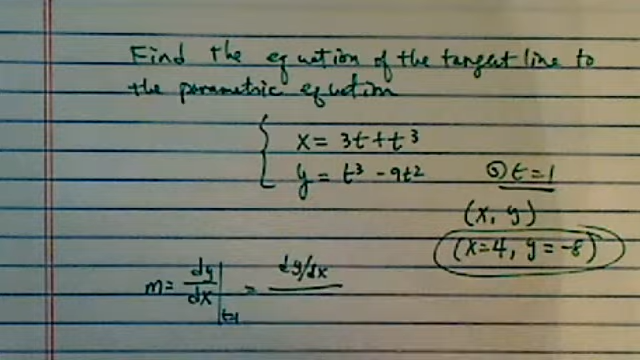 Find the equation of the tangent line to
the parametric equation
x = 3t + t³
y = t³ - 9t² @ t = 1
(x, y)
(x=4, y = -8)
m = dy/dx |t=1 = dy/dx